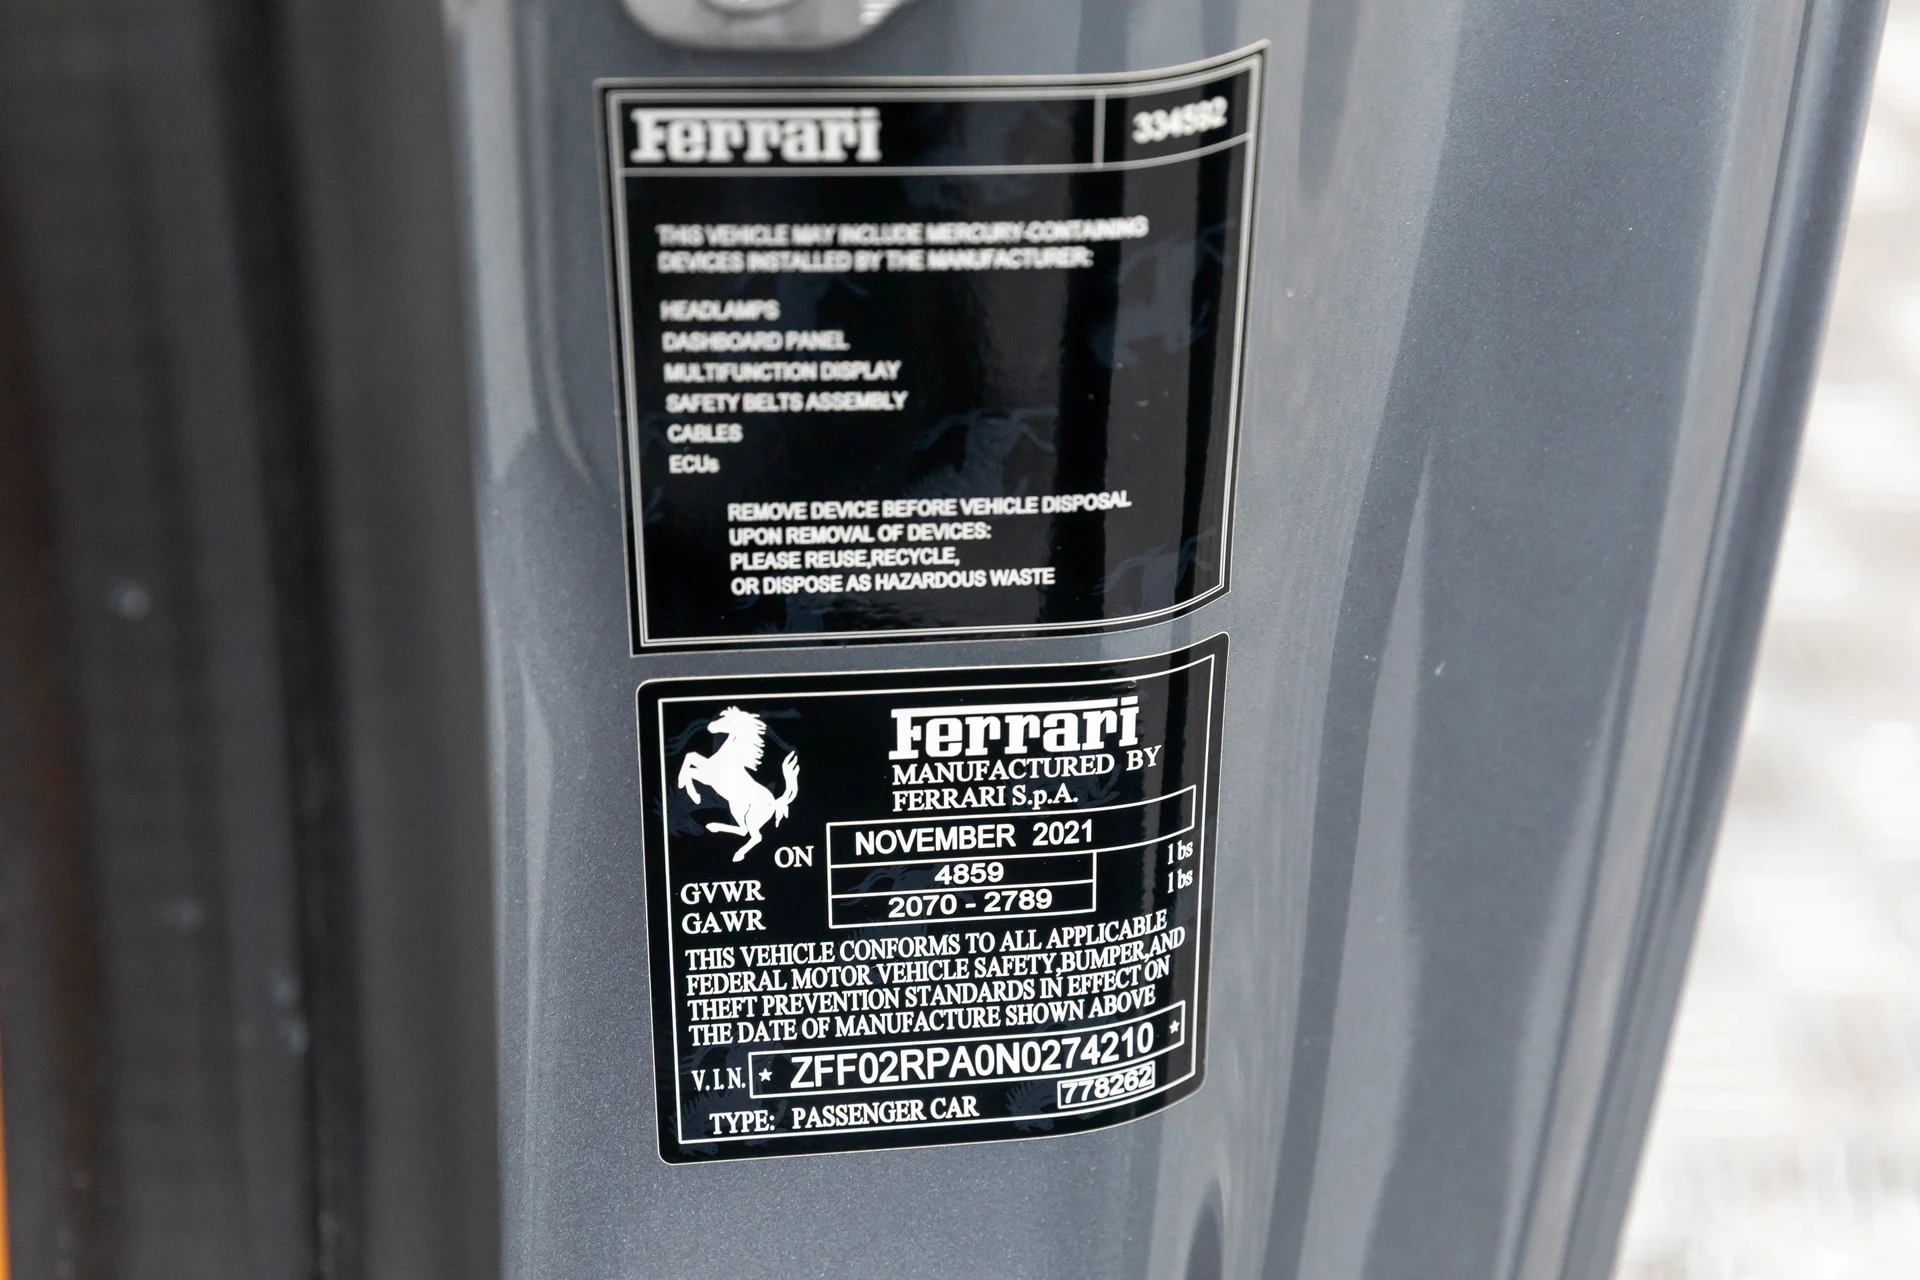 Ferrari 334592
THIS VEHICLE MAY INCLUDE MERCURY-CONTAINING
DEVICES INSTALLED BY THE MANUFACTURER:
HEADLAMPS
DASHBOARD PANEL
MULTIFUNCTION DISPLAY
SAFETY BELTS ASSEMBLY
CABLES
ECUs
REMOVE DEVICE BEFORE VEHICLE DISPOSAL
UPON REMOVAL OF DEVICES:
PLEASE REUSE,RECYCLE,
OR DISPOSE AS HAZARDOUS WASTE
Ferrari
MANUFACTURED BY
FERRARI S.p.A.
ON NOVEMBER 2021
GVWR 4859 lbs
GAWR 2070 - 2789 lbs
THIS VEHICLE CONFORMS TO ALL APPLICABLE
FEDERAL MOTOR VEHICLE SAFETY,BUMPER,AND
THEFT PREVENTION STANDARDS IN EFFECT ON
THE DATE OF MANUFACTURE SHOWN ABOVE
V.I.N. * ZFF02RPA0N0274210 *
778262
TYPE: PASSENGER CAR